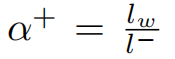 α⁺ = l_w / l⁻